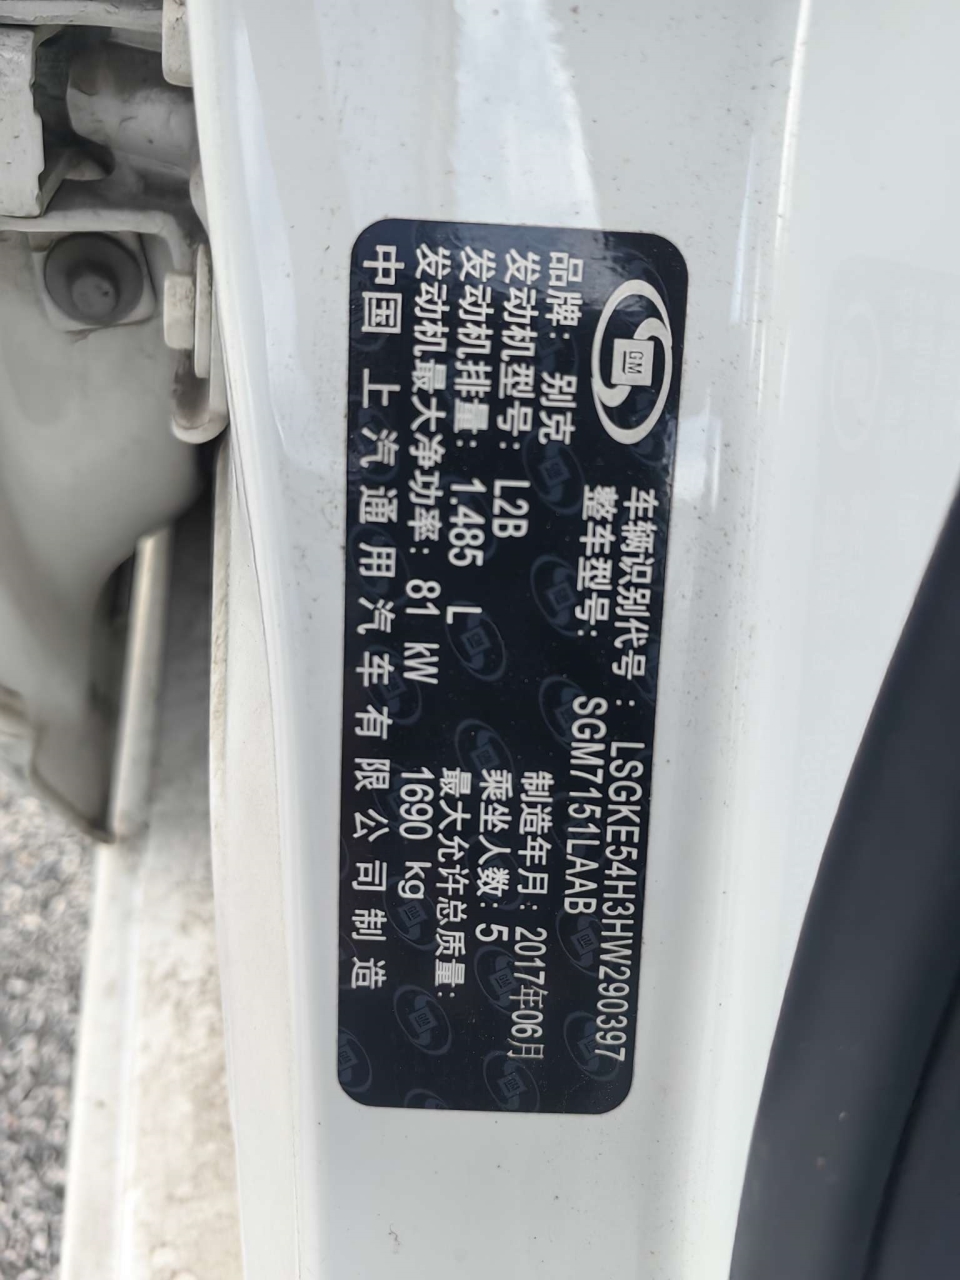 GM
车辆识别代号：LSGKE54H3HW290397
品牌：别克
整车型号：SGM7151LAAB
发动机型号：L2B
制造年月：2017年06月
发动机排量：1.485 L
乘坐人数：5
发动机最大净功率：81 kW
最大允许总质量：
1690 kg
中国 上汽通用汽车有限公司制造